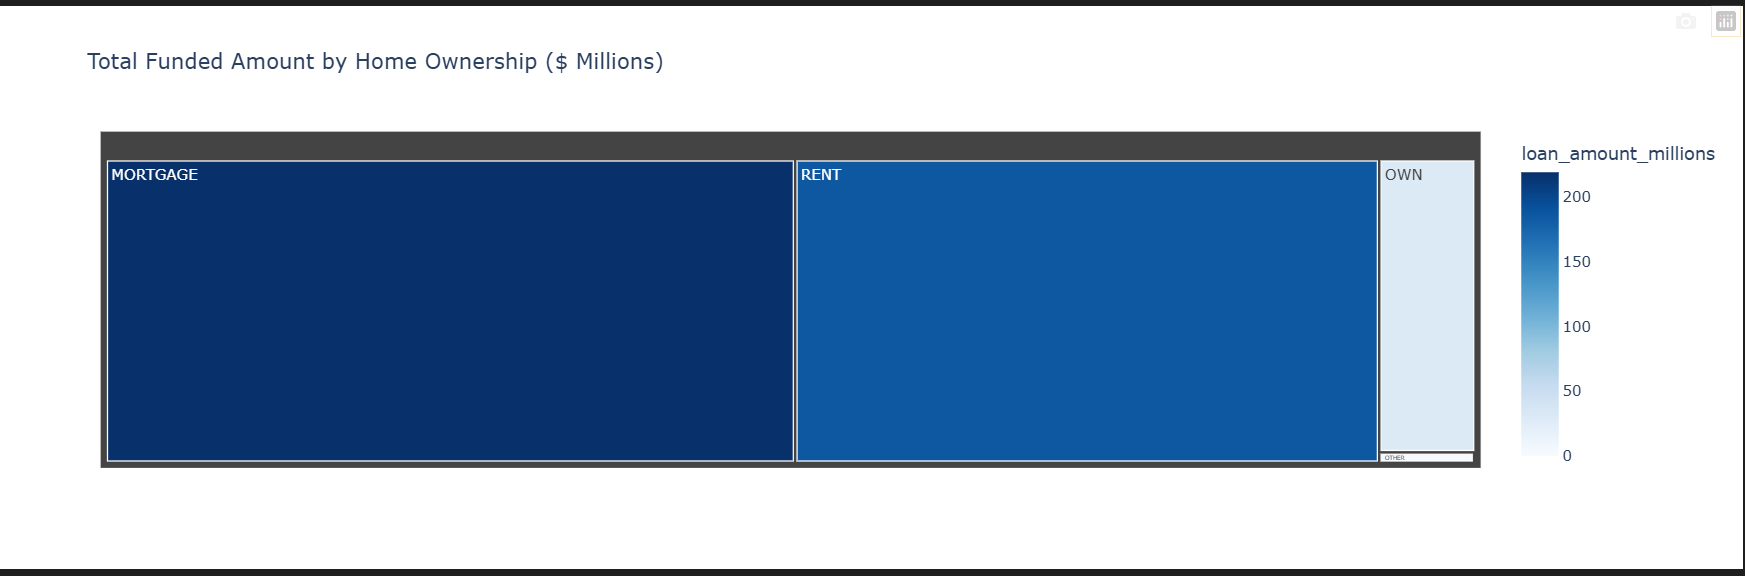 Total Funded Amount by Home Ownership ($ Millions)
MORTGAGE
RENT
OWN
OTHER
loan_amount_millions
200
150
100
50
0